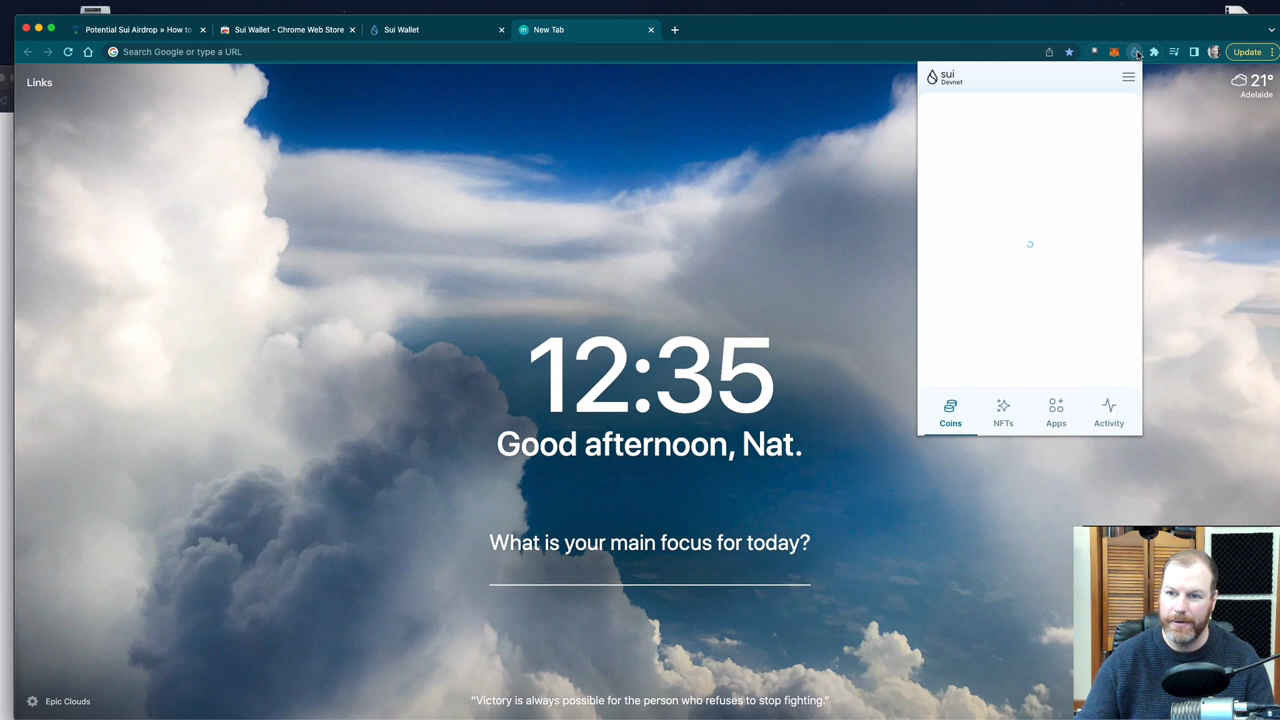 Potential Sui Airdrop » How to
Sui Wallet - Chrome Web Store
Sui Wallet
New Tab
Search Google or type a URL
Update
Links
sui
Devnet
21°
Adelaide
12:35
Good afternoon, Nat.
What is your main focus for today?
Coins
NFTs
Apps
Activity
Epic Clouds
“Victory is always possible for the person who refuses to stop fighting.”